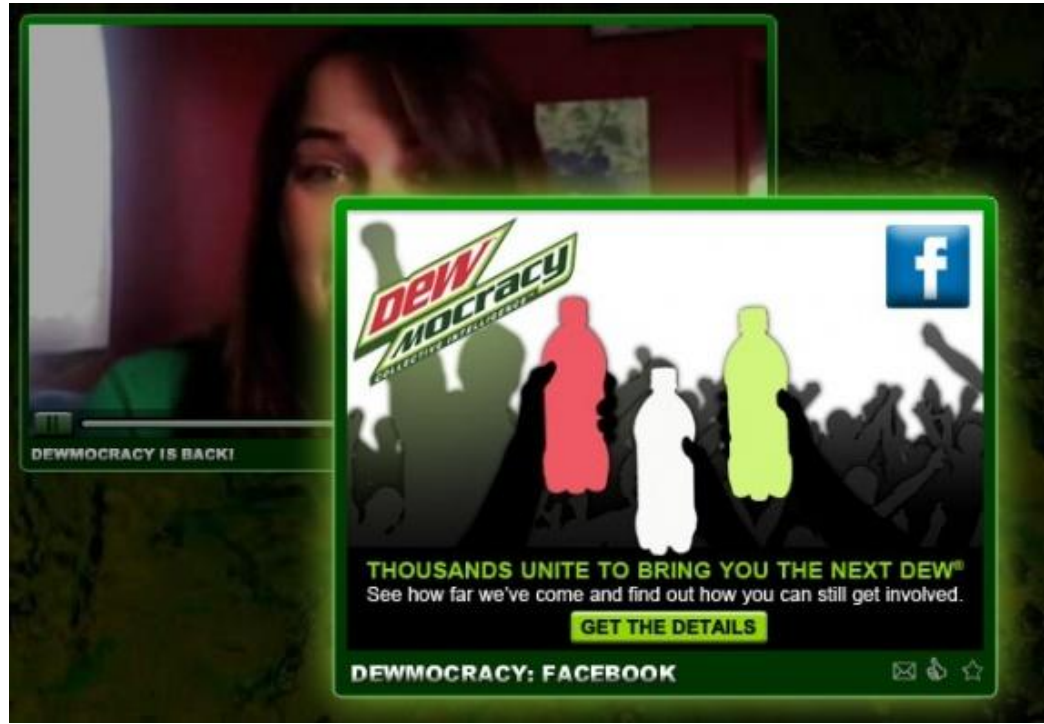 DEWMOCRACY IS BACK!
DEW
MOCRACY
COLLECTIVE INTELLIGENCE
f
THOUSANDS UNITE TO BRING YOU THE NEXT DEW®
See how far we've come and find out how you can still get involved.
GET THE DETAILS
DEWMOCRACY: FACEBOOK